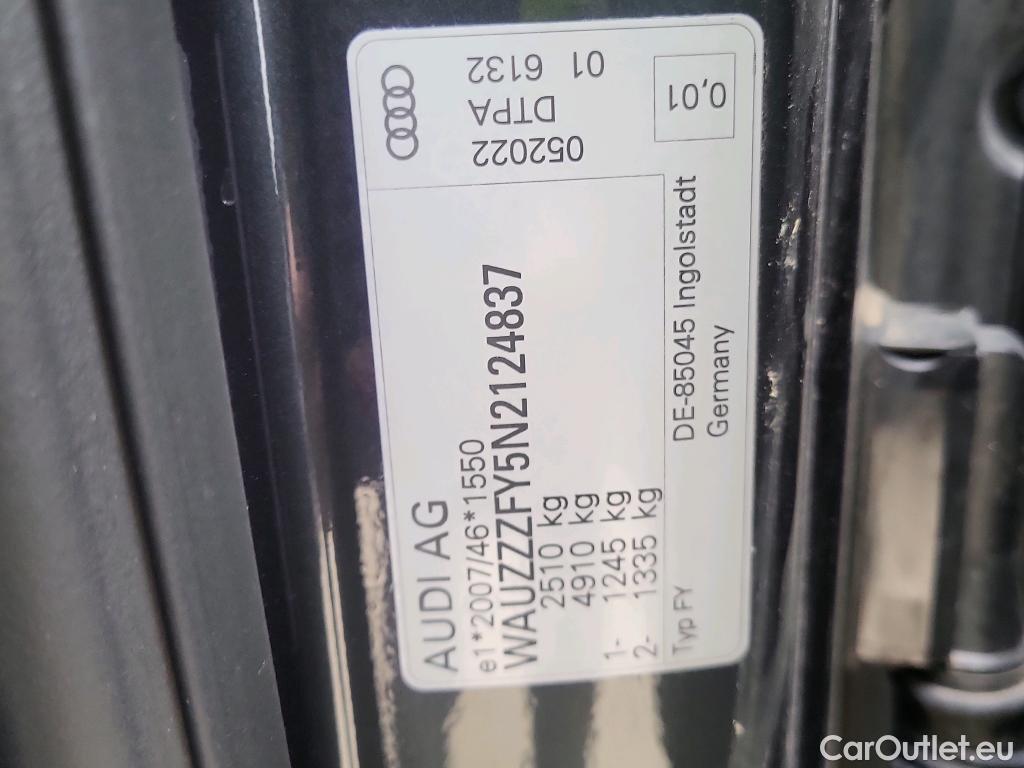 AUDI AG
e1*2007/46*1550
WAUZZZFY5N2124837
2510 kg
4910 kg
1- 1245 kg
2- 1335 kg
Typ FY
DE-85045 Ingolstadt
Germany
01 6132
DTPA
052022
0,01
CarOutlet.eu